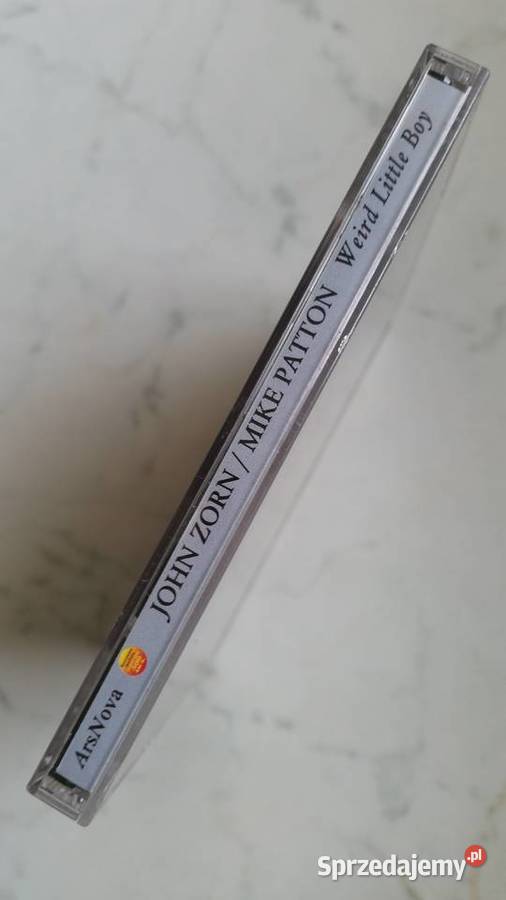 ArsNova JOHN ZORN / MIKE PATTON Weird Little Boy
Sprzedajemy.pl